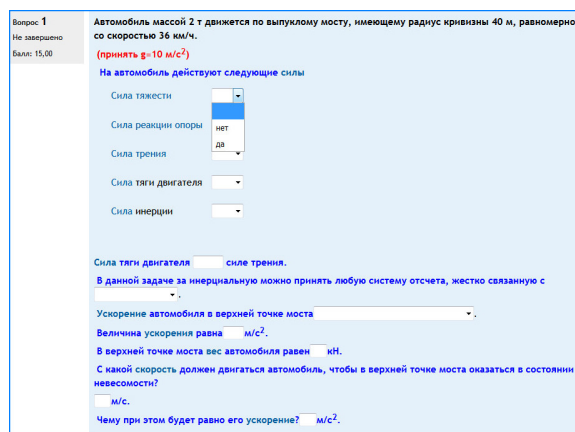 Вопрос 1
Не завершено
Балл: 15,00
Автомобиль массой 2 т движется по выпуклому мосту, имеющему радиус кривизны 40 м, равномерно
со скоростью 36 км/ч.
(принять g=10 м/с²)
На автомобиль действуют следующие силы
Сила тяжести
Сила реакции опоры
нет
да
Сила трения
Сила тяги двигателя
Сила инерции
Сила тяги двигателя силе трения.
В данной задаче за инерциальную можно принять любую систему отсчета, жестко связанную с
.
Ускорение автомобиля в верхней точке моста .
Величина ускорения равна м/с².
В верхней точке моста вес автомобиля равен кН.
С какой скорость должен двигаться автомобиль, чтобы в верхней точке моста оказаться в состоянии
невесомости?
м/с.
Чему при этом будет равно его ускорение? м/с².